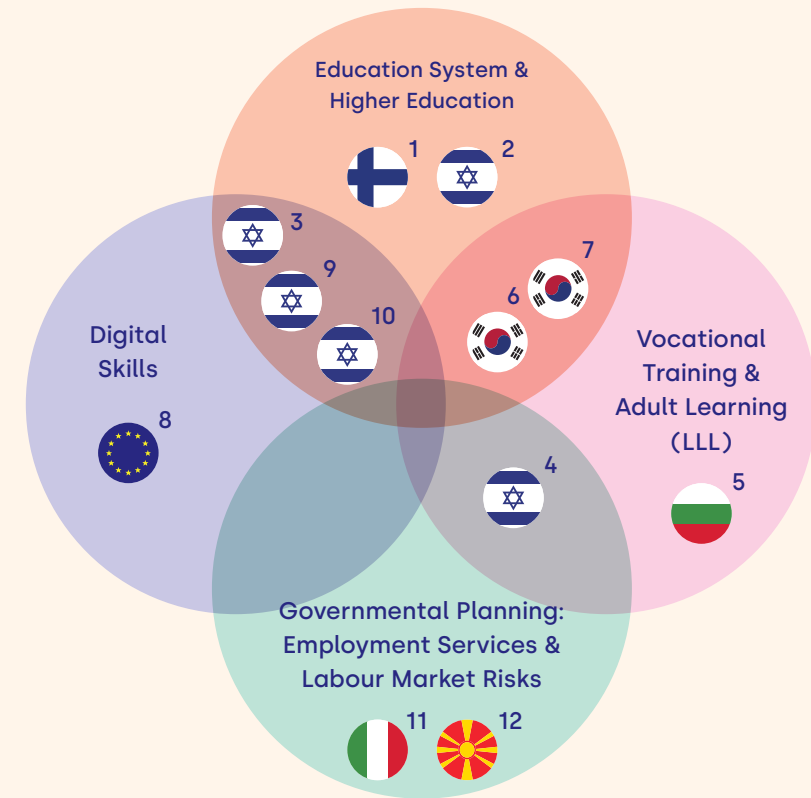 Education System &
Higher Education
1
2
3
7
9
6
10
Digital
Skills
Vocational
Training &
Adult Learning
(LLL)
8
4
5
Governmental Planning:
Employment Services &
Labour Market Risks
11
12